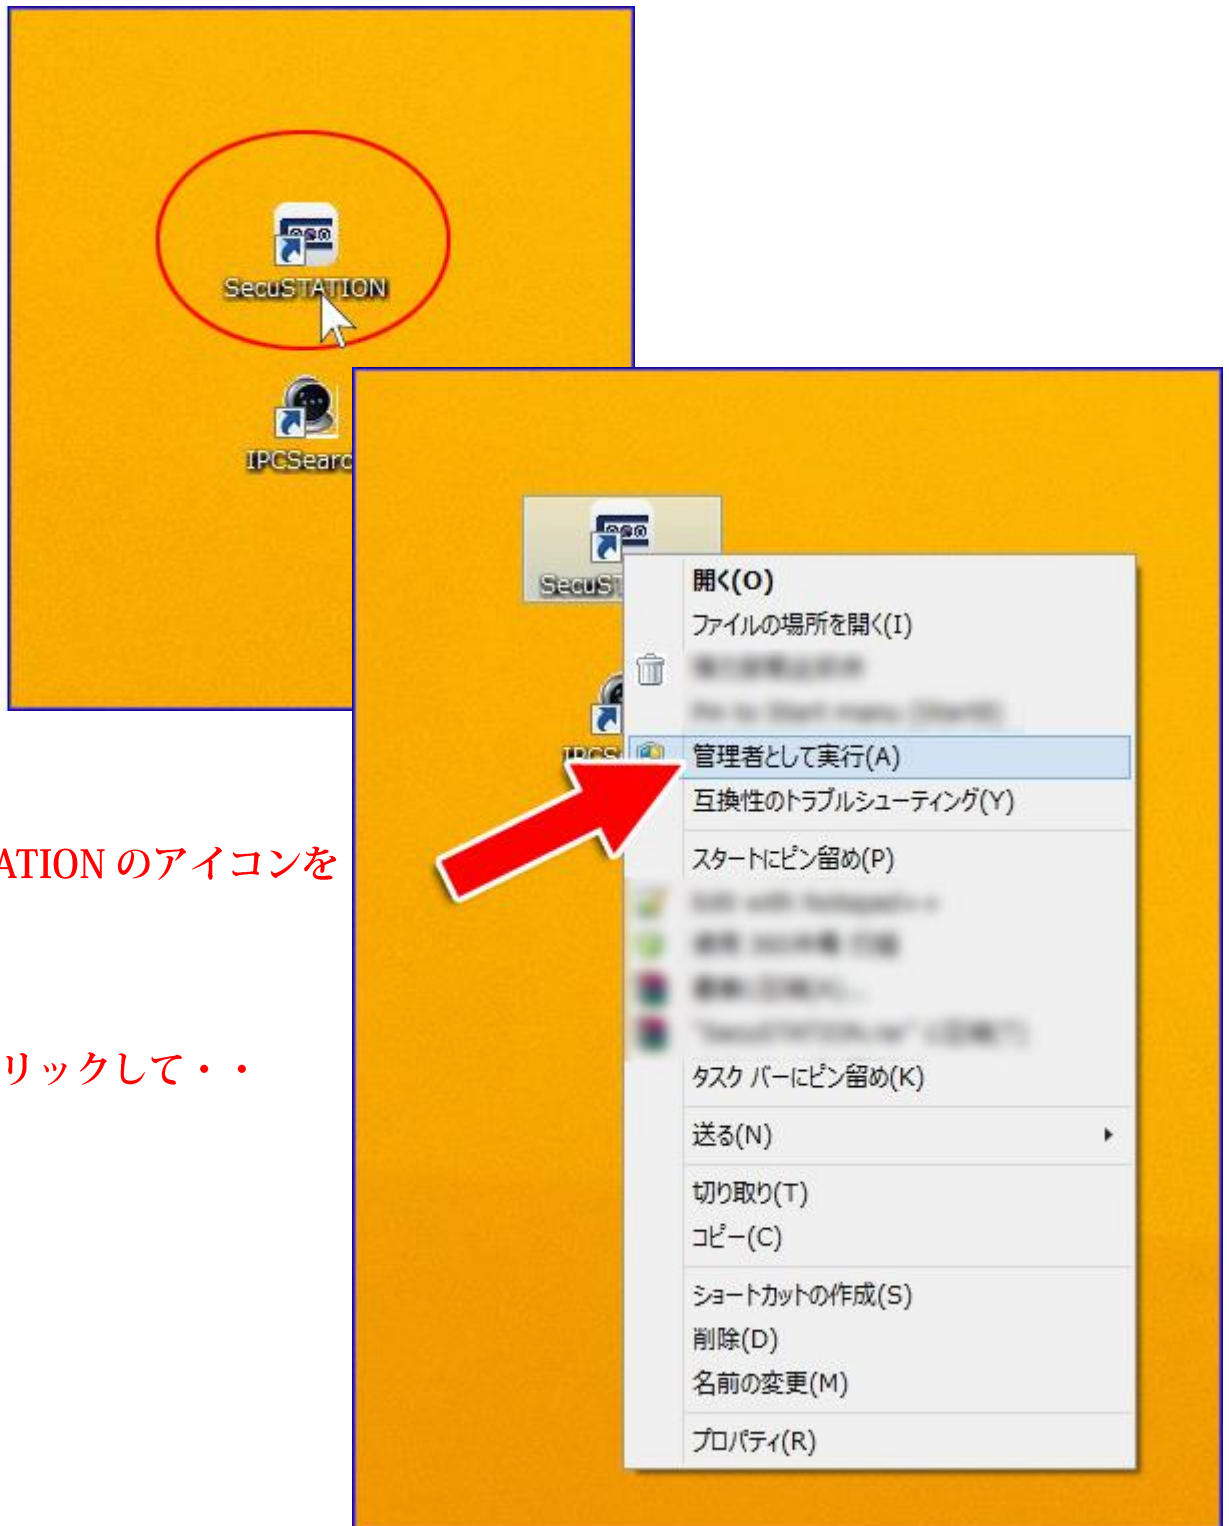 SecuSTATION
IPCSearc
SecuS
IPCS
開く(O)
ファイルの場所を開く(I)
管理者として実行(A)
互換性のトラブルシューティング(Y)
スタートにピン留め(P)
タスク バーにピン留め(K)
送る(N)
切り取り(T)
コピー(C)
ショートカットの作成(S)
削除(D)
名前の変更(M)
プロパティ(R)
ATION のアイコンを
リックして・・